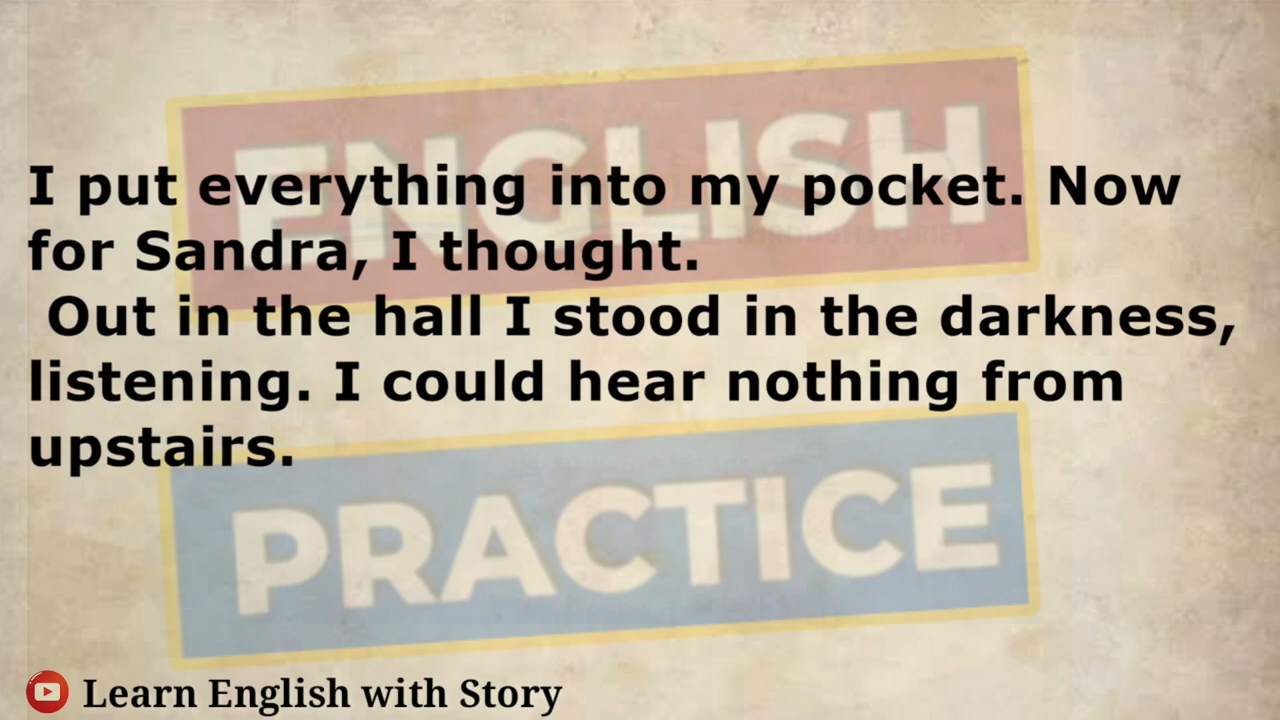 ENGLISH
I put everything into my pocket. Now
for Sandra, I thought.
Out in the hall I stood in the darkness,
listening. I could hear nothing from
upstairs.
PRACTICE
Learn English with Story